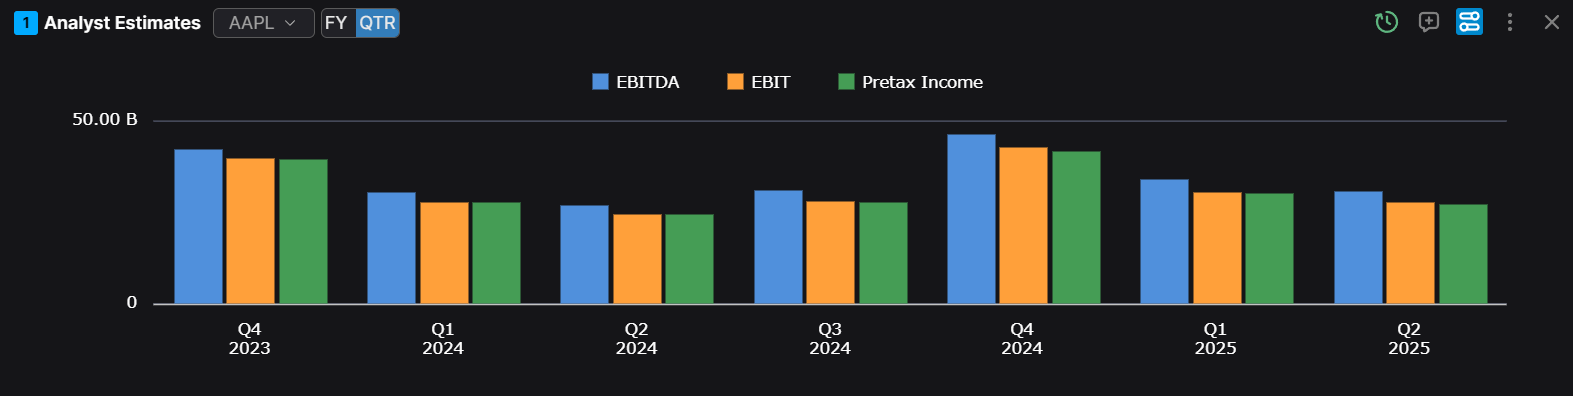 1 Analyst Estimates AAPL FY QTR
EBITDA EBIT Pretax Income
50.00 B
0
Q4 Q1 Q2 Q3 Q4 Q1 Q2
2023 2024 2024 2024 2024 2025 2025